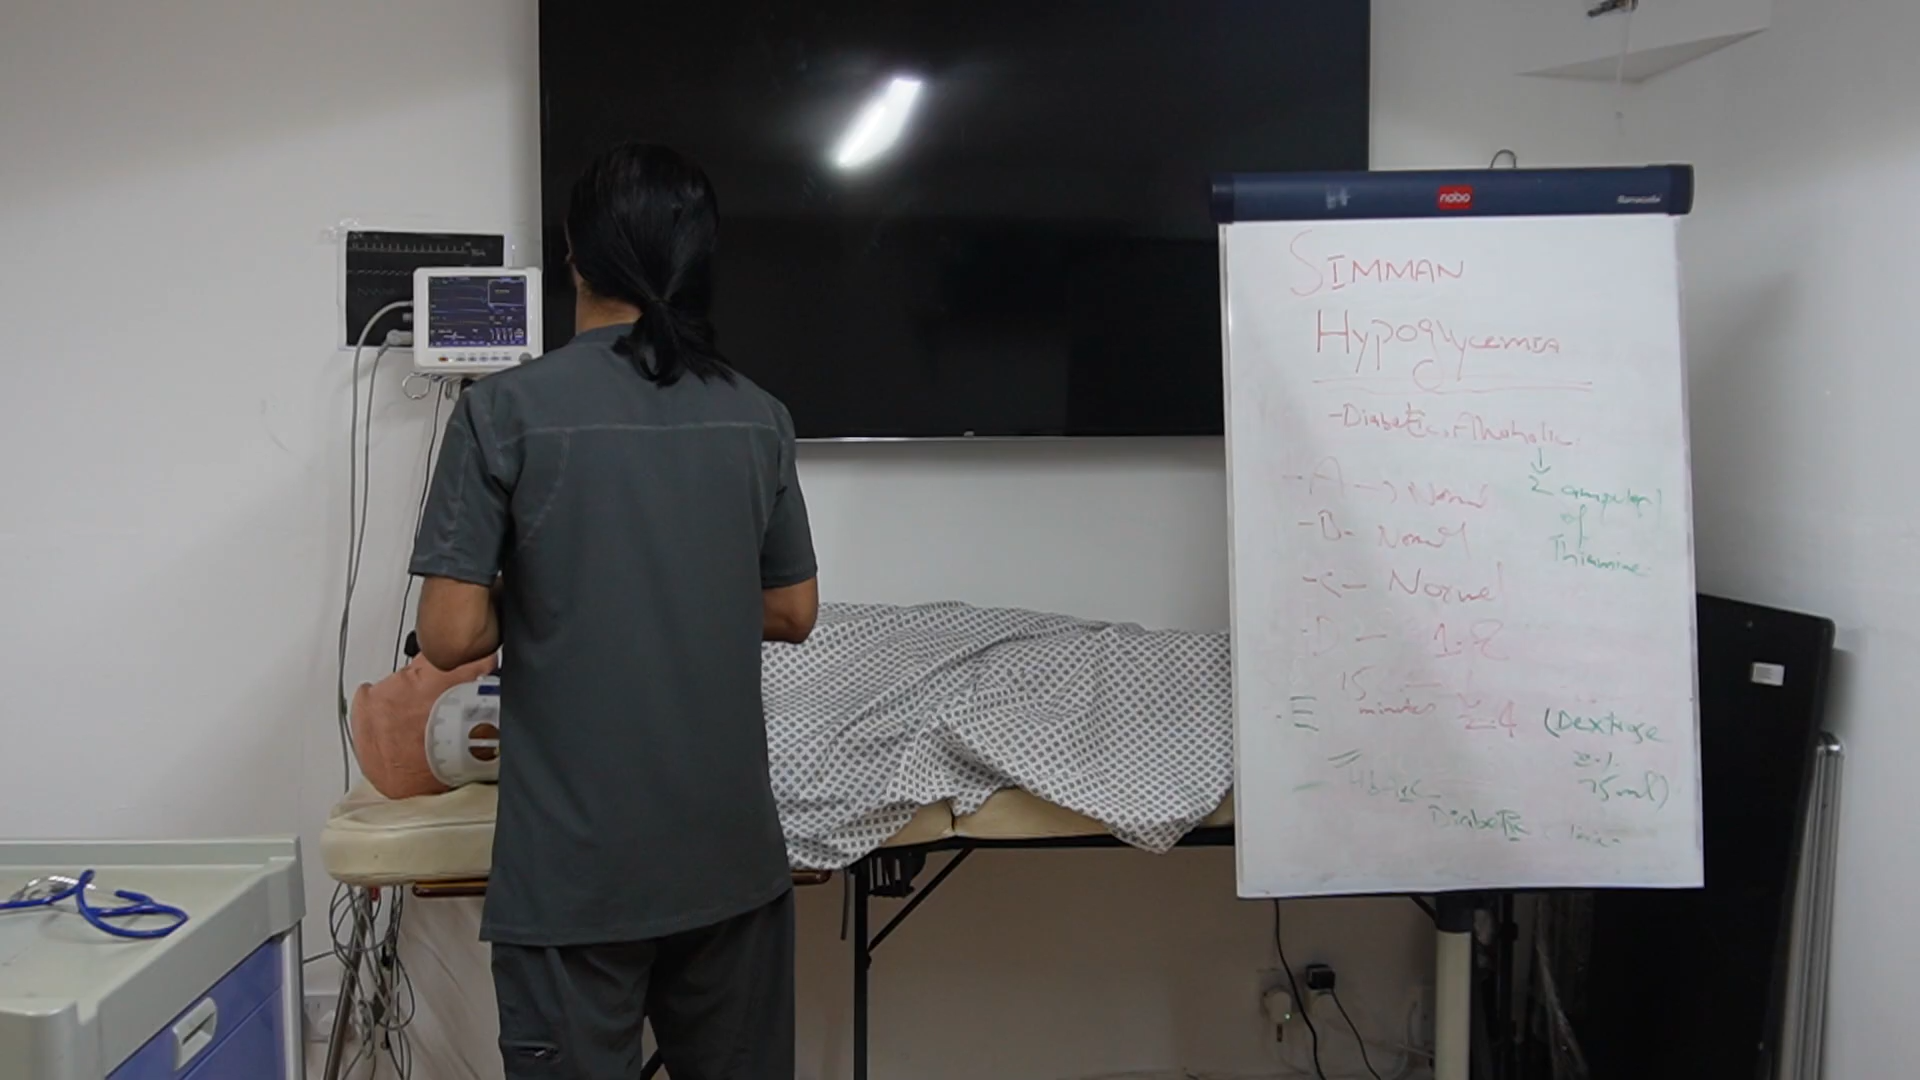 nobo
SIMMAN
Hypoglycemia
-Diabetic,
- A → Normal
2 ampules
of
Thiamine
- B - Normal
- C - Normal
D - 1.8
15
minutes 2.4 (Dextrose
E
75ml)
Diabetic